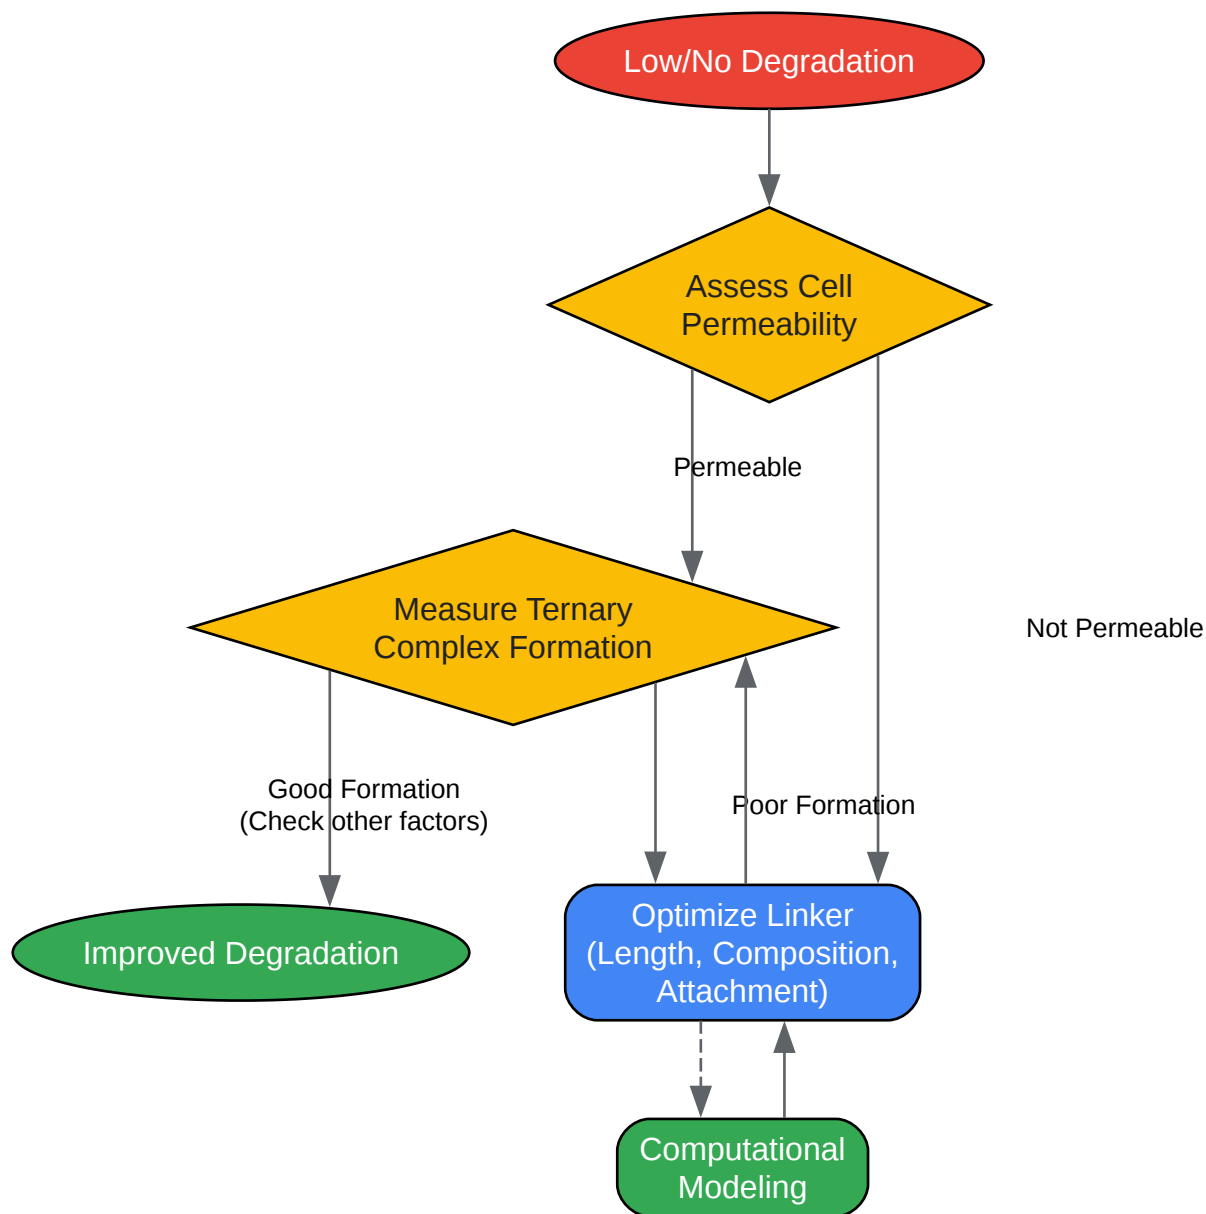 Low/No Degradation
Assess Cell
Permeability
Permeable
Measure Ternary
Complex Formation
Not Permeable
Good Formation
(Check other factors)
Poor Formation
Improved Degradation
Optimize Linker
(Length, Composition,
Attachment)
Computational
Modeling